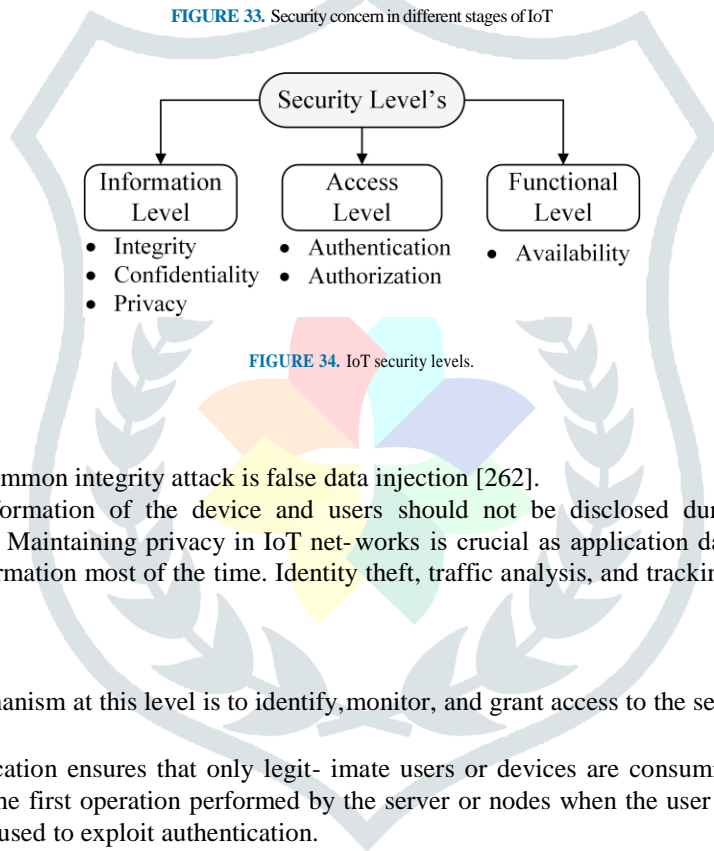 FIGURE 33. Security concern in different stages of IoT
Security Level's
Information Level
Access Level
Functional Level
• Integrity
• Confidentiality
• Privacy
• Authentication
• Authorization
• Availability
FIGURE 34. IoT security levels.
mmon integrity attack is false data injection [262].
formation of the device and users should not be disclosed dur
Maintaining privacy in IoT net-works is crucial as application da
rmation most of the time. Identity theft, traffic analysis, and trackin
hanism at this level is to identify,monitor, and grant access to the se
cation ensures that only legit- imate users or devices are consumi
he first operation performed by the server or nodes when the user
used to exploit authentication.